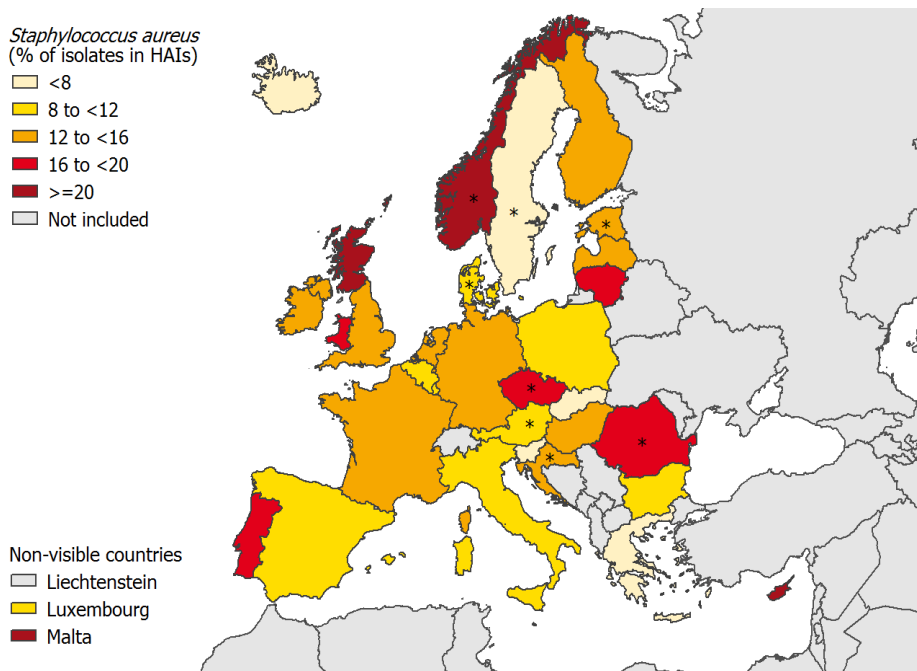 Staphylococcus aureus
(% of isolates in HAIs)
<8
8 to <12
12 to <16
16 to <20
>=20
Not included
*
*
*
*
*
*
*
*
Non-visible countries
Liechtenstein
Luxembourg
Malta